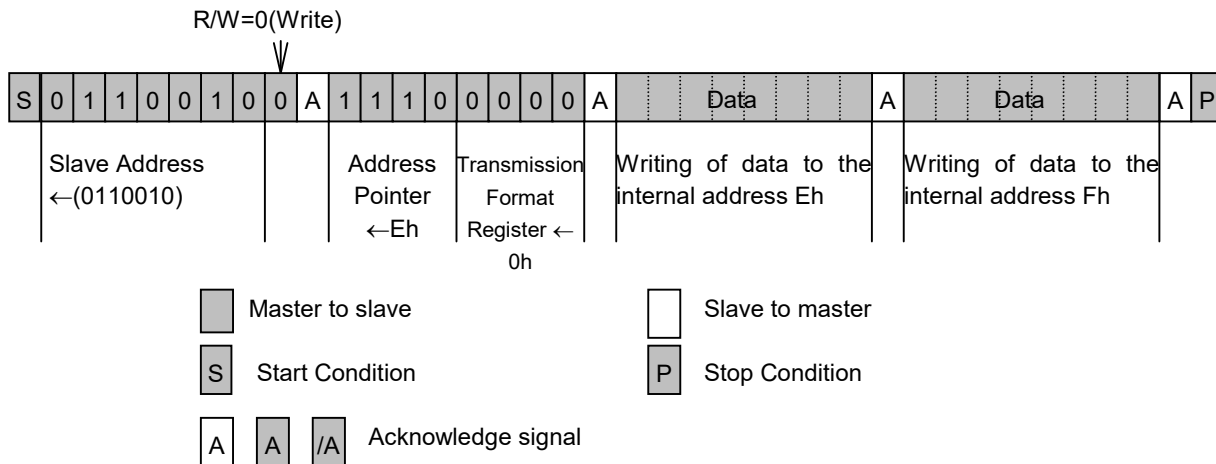 R/W=0(Write)
S 0 1 1 0 0 1 0 0 A 1 1 1 0 0 0 0 0 A Data A Data A P
Slave Address
←(0110010)
Address
Pointer
←Eh
Transmission
Format
Register ←
0h
Writing of data to the
internal address Eh
Writing of data to the
internal address Fh
Master to slave
Slave to master
S Start Condition
P Stop Condition
A A /A Acknowledge signal